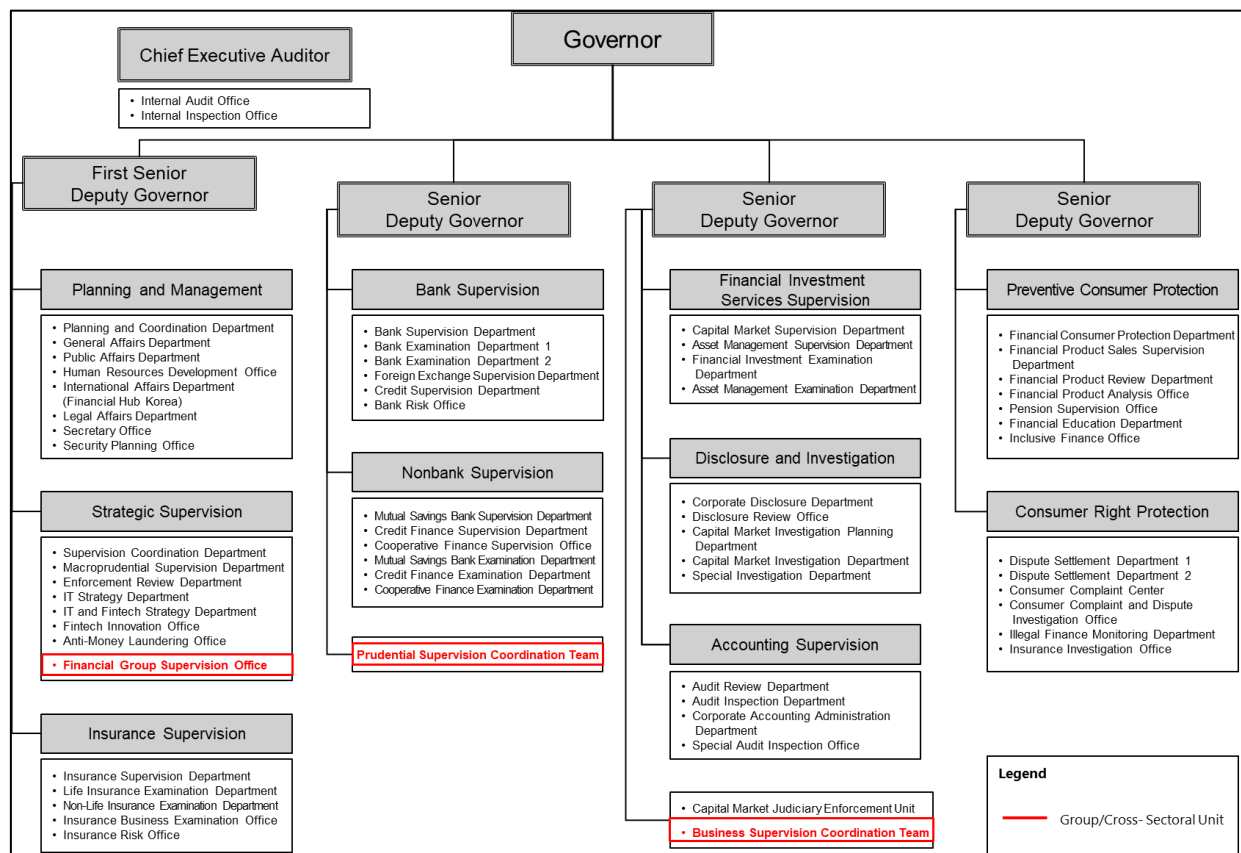 Governor
Chief Executive Auditor
• Internal Audit Office
• Internal Inspection Office
First Senior
Deputy Governor
Planning and Management
• Planning and Coordination Department
• General Affairs Department
• Public Affairs Department
• Human Resources Development Office
• International Affairs Department
(Financial Hub Korea)
• Legal Affairs Department
• Secretary Office
• Security Planning Office
Strategic Supervision
• Supervision Coordination Department
• Macroprudential Supervision Department
• Enforcement Review Department
• IT Strategy Department
• IT and Fintech Strategy Department
• Fintech Innovation Office
• Anti-Money Laundering Office
• Financial Group Supervision Office
Insurance Supervision
• Insurance Supervision Department
• Life Insurance Examination Department
• Non-Life Insurance Examination Department
• Insurance Business Examination Office
• Insurance Risk Office
Senior
Deputy Governor
Bank Supervision
• Bank Supervision Department
• Bank Examination Department 1
• Bank Examination Department 2
• Foreign Exchange Supervision Department
• Credit Supervision Department
• Bank Risk Office
Nonbank Supervision
• Mutual Savings Bank Supervision Department
• Credit Finance Supervision Department
• Cooperative Finance Supervision Office
• Mutual Savings Bank Examination Department
• Credit Finance Examination Department
• Cooperative Finance Examination Department
Prudential Supervision Coordination Team
Senior
Deputy Governor
Financial Investment
Services Supervision
• Capital Market Supervision Department
• Asset Management Supervision Department
• Financial Investment Examination
Department
• Asset Management Examination Department
Disclosure and Investigation
• Corporate Disclosure Department
• Disclosure Review Office
• Capital Market Investigation Planning
Department
• Capital Market Investigation Department
• Special Investigation Department
Accounting Supervision
• Audit Review Department
• Audit Inspection Department
• Corporate Accounting Administration
Department
• Special Audit Inspection Office
• Capital Market Judiciary Enforcement Unit
• Business Supervision Coordination Team
Senior
Deputy Governor
Preventive Consumer Protection
• Financial Consumer Protection Department
• Financial Product Sales Supervision
Department
• Financial Product Review Department
• Financial Product Analysis Office
• Pension Supervision Office
• Financial Education Department
• Inclusive Finance Office
Consumer Right Protection
• Dispute Settlement Department 1
• Dispute Settlement Department 2
• Consumer Complaint Center
• Consumer Complaint and Dispute
Investigation Office
• Illegal Finance Monitoring Department
• Insurance Investigation Office
Legend
Group/Cross- Sectoral Unit